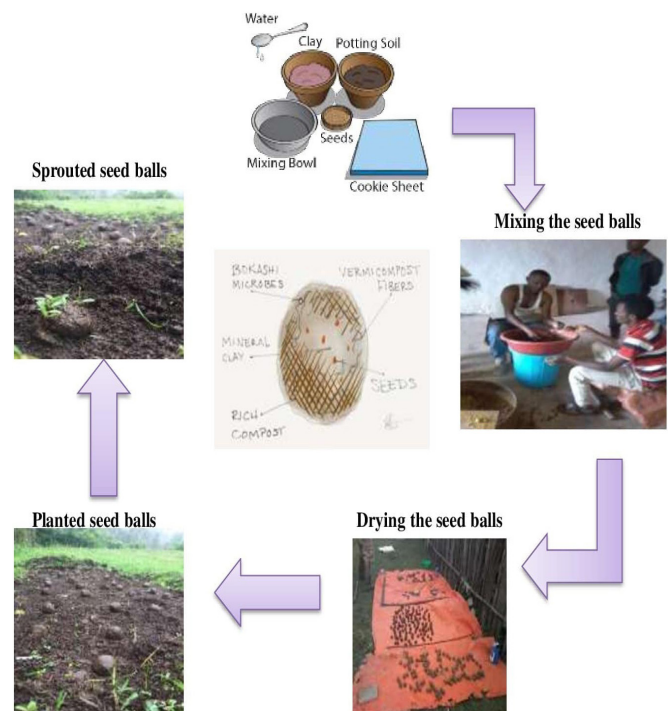 Water
Clay
Potting Soil
Seeds
Mixing Bowl
Cookie Sheet
Mixing the seed balls
Sprouted seed balls
BOKASHI
MICROBES
VERMICOMPOST
FIBERS
MINERAL
CLAY
SEEDS
RICH
COMPOST
Planted seed balls
Drying the seed balls